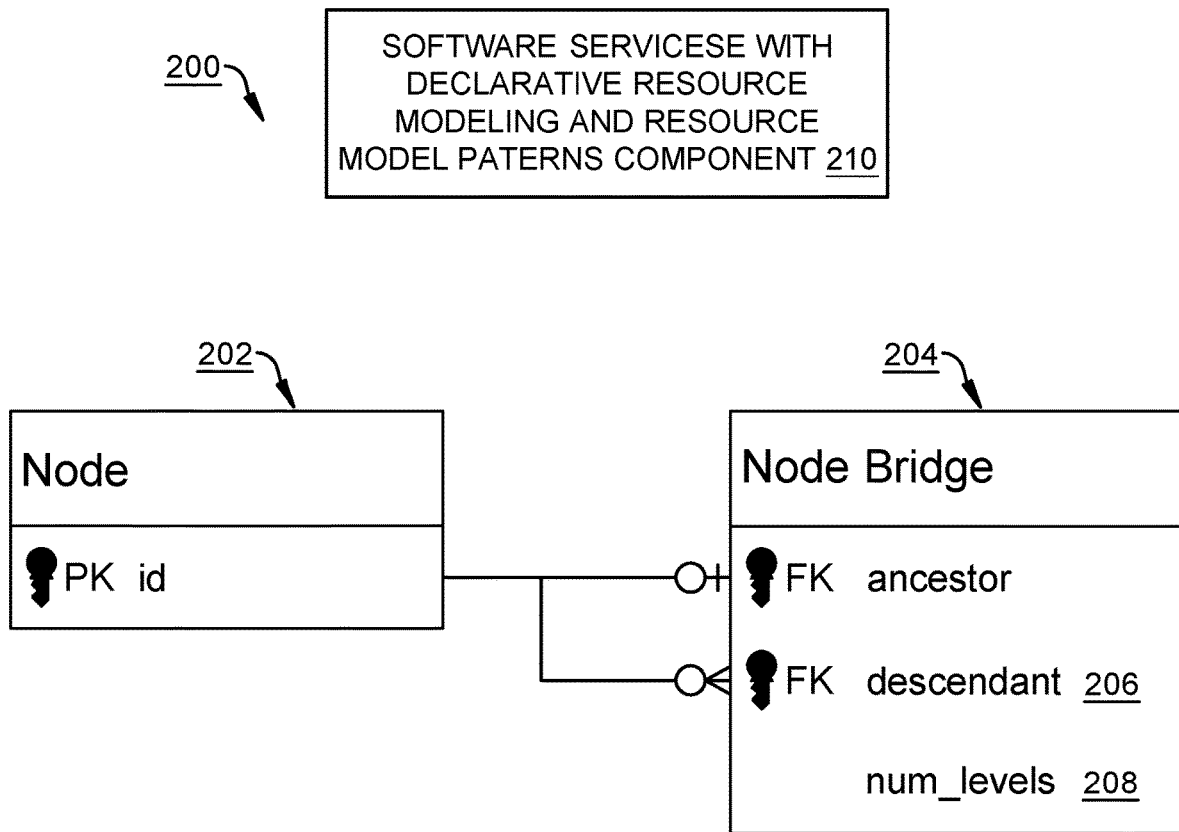 200
SOFTWARE SERVICESE WITH
DECLARATIVE RESOURCE
MODELING AND RESOURCE
MODEL PATERNS COMPONENT 210
202
204
Node
Node Bridge
PK id
FK ancestor
FK descendant 206
num_levels 208